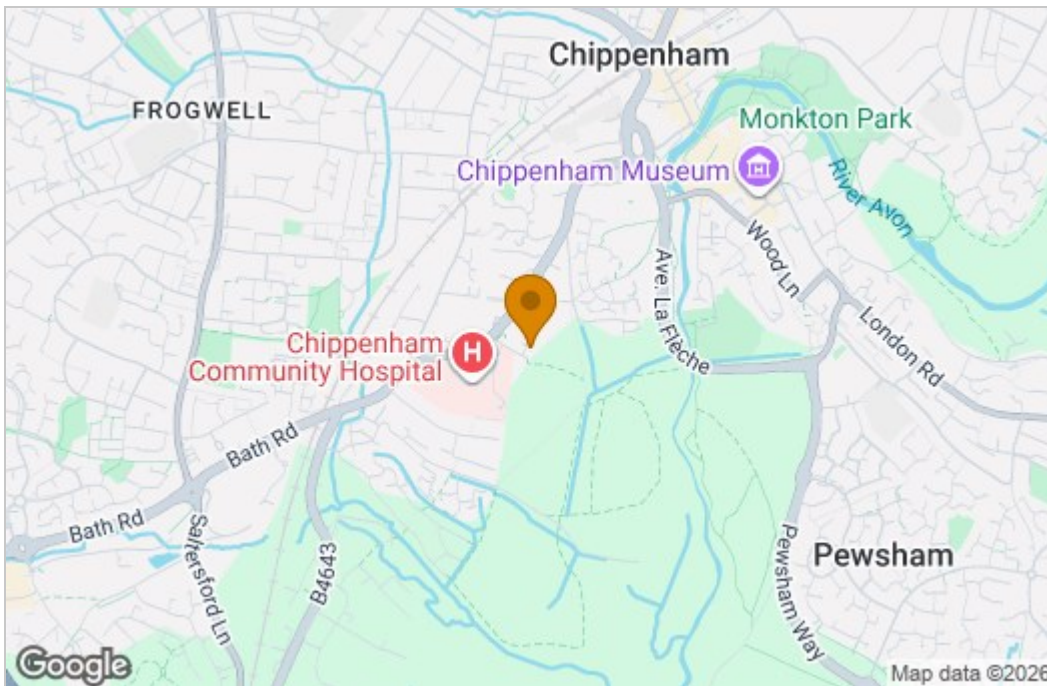 Chippenham
FROGWELL
Monkton Park
Chippenham Museum
River Avon
Wood Ln
Ave. La Flèche
London Rd
Chippenham
Community Hospital
H
Bath Rd
Bath Rd
Saltersford Ln
B4643
Pewsham
Pewsham Way
Google
Map data ©2026